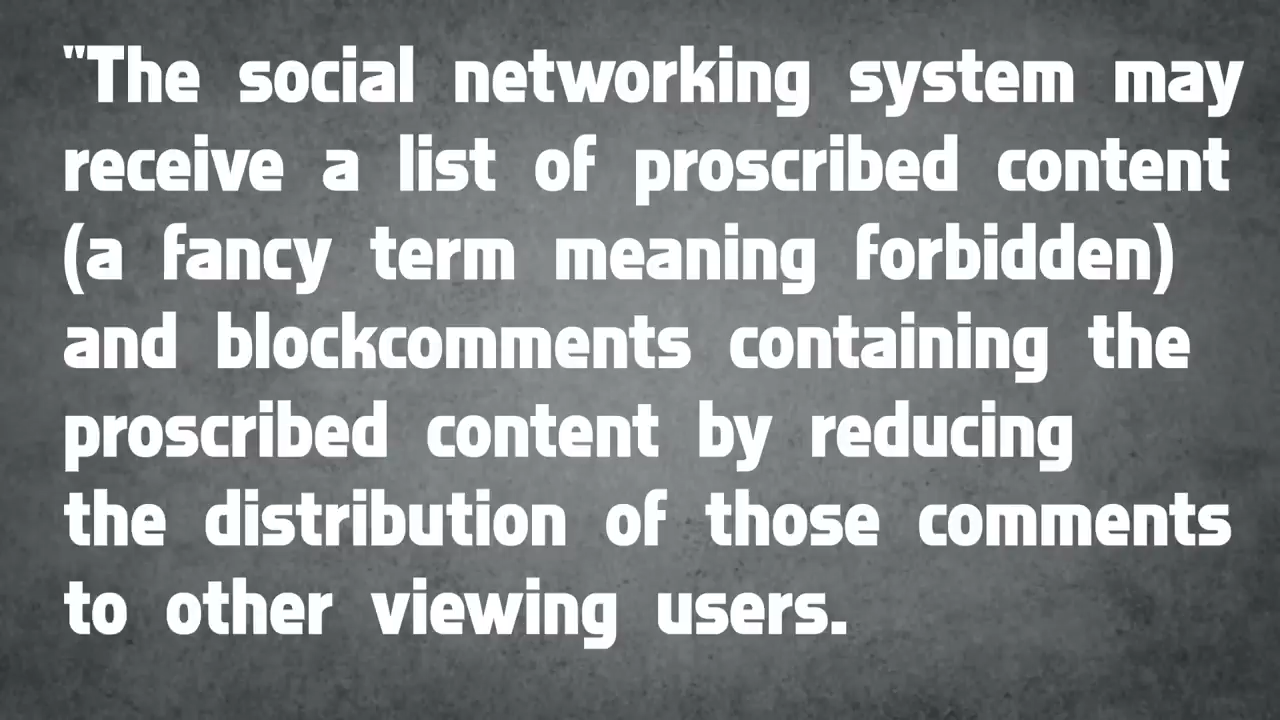 "The social networking system may
receive a list of proscribed content
(a fancy term meaning forbidden)
and blockcomments containing the
proscribed content by reducing
the distribution of those comments
to other viewing users.